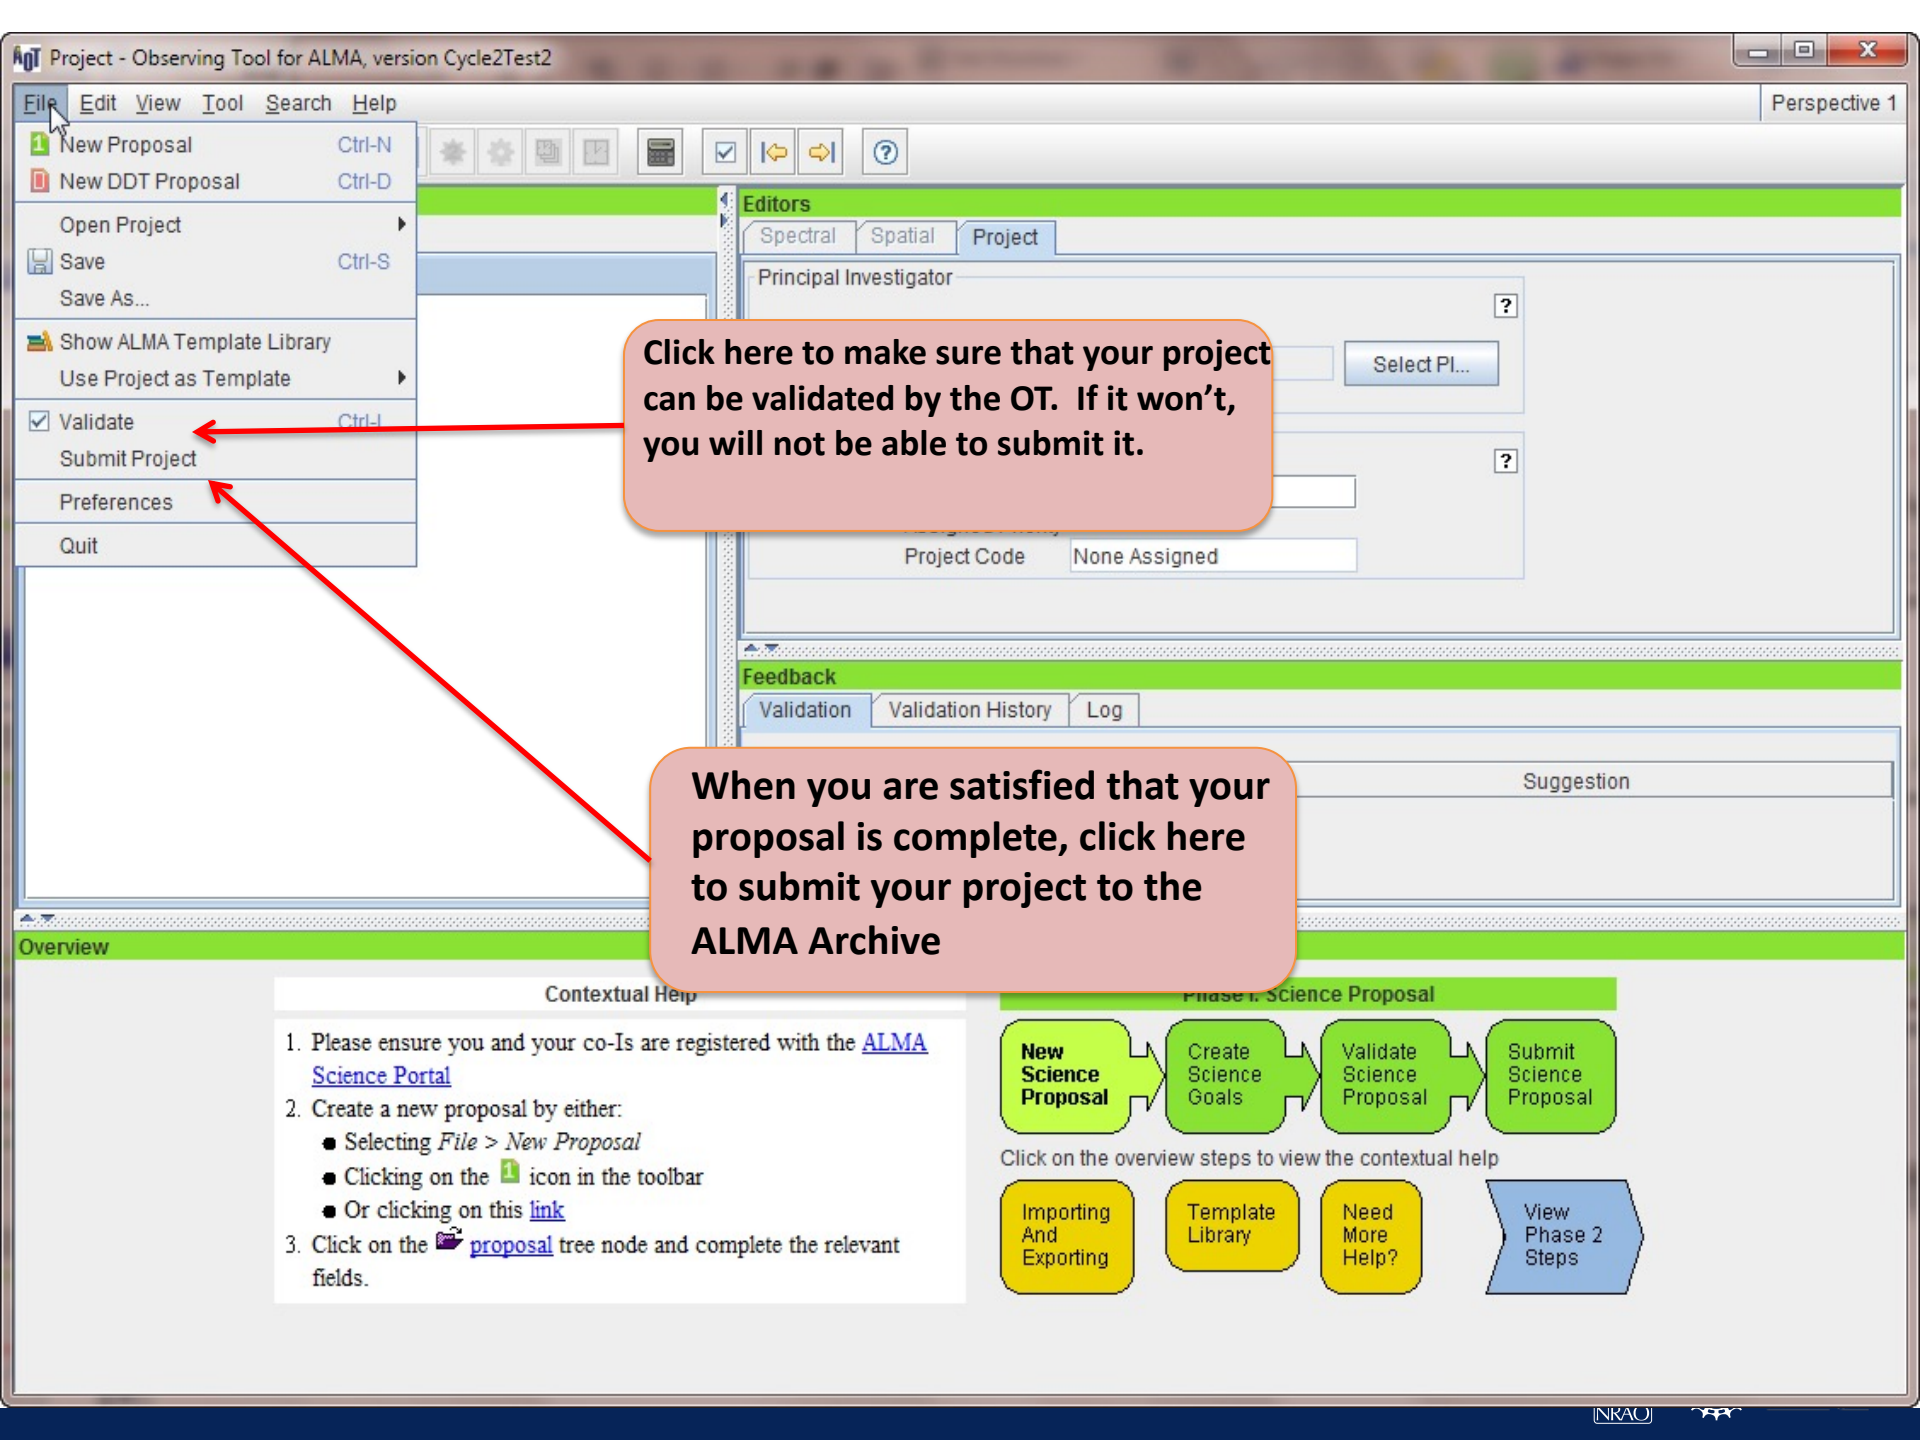 Project - Observing Tool for ALMA, version Cycle2Test2
File Edit View Tool Search Help
Perspective 1
New Proposal Ctrl-N
New DDT Proposal Ctrl-D
Open Project
Save Ctrl-S
Save As...
Show ALMA Template Library
Use Project as Template
Validate
Submit Project
Preferences
Quit
Editors
Spectral Spatial Project
Principal Investigator
?
Select PI...
?
Project Code None Assigned
Click here to make sure that your project
can be validated by the OT. If it won't,
you will not be able to submit it.
Feedback
Validation Validation History Log
Suggestion
When you are satisfied that your
proposal is complete, click here
to submit your project to the
ALMA Archive
Overview
Contextual Help
1. Please ensure you and your co-Is are registered with the ALMA
Science Portal
2. Create a new proposal by either:
● Selecting File > New Proposal
● Clicking on the 1 icon in the toolbar
● Or clicking on this link
3. Click on the proposal tree node and complete the relevant
fields.
Phase I: Science Proposal
New
Science
Proposal
Create
Science
Goals
Validate
Science
Proposal
Submit
Science
Proposal
Click on the overview steps to view the contextual help
Importing
And
Exporting
Template
Library
Need
More
Help?
View
Phase 2
Steps
NRAO